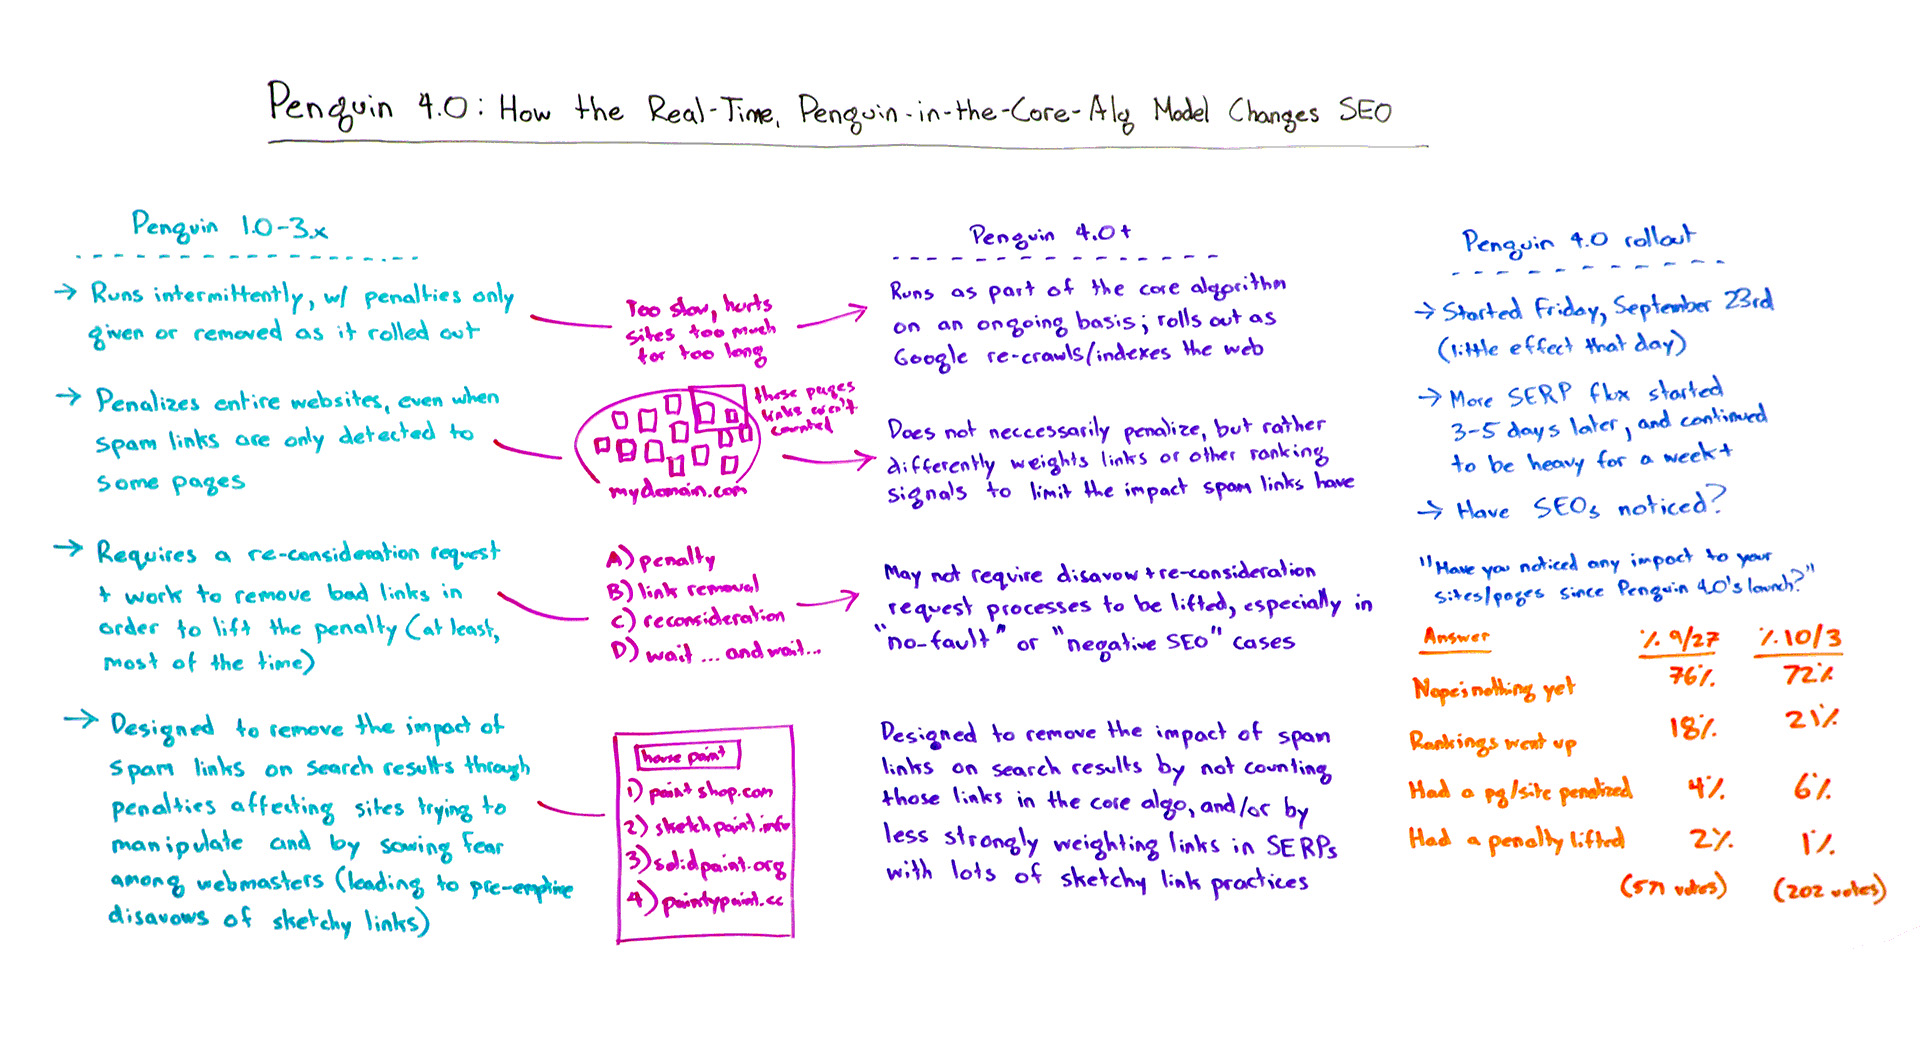 Penguin 4.0: How the Real-Time, Penguin-in-the-Core-Alg Model Changes SEO
Penguin 1.0-3.x
→ Runs intermittently, w/ penalties only
given or removed as it rolled out
→ Penalizes entire websites, even when
spam links are only detected to
some pages
→ Requires a re-consideration request
+ work to remove bad links in
order to lift the penalty (at least,
most of the time)
→ Designed to remove the impact of
spam links on search results through
penalties affecting sites trying to
manipulate and by sowing fear
among webmasters (leading to pre-emptive
disavows of sketchy links)
Too slow, hurts
sites too much
for too long
these pages
links aren't
counted
mydomain.com
A) penalty
B) link removal
C) reconsideration
D) wait... and wait...
house paint
1) paintshop.com
2) sketchpaint.info
3) solidpaint.org
4) paintypaint.cc
Penguin 4.0+
Runs as part of the core algorithm
on an ongoing basis; rolls out as
Google re-crawls/indexes the web
Does not neccessarily penalize, but rather
differently weights links or other ranking
signals to limit the impact spam links have
May not require disavow + re-consideration
request processes to be lifted, especially in
"no-fault" or "negative SEO" cases
Designed to remove the impact of spam
links on search results by not counting
those links in the core algo, and/or by
less strongly weighting links in SERPs
with lots of sketchy link practices
Penguin 4.0 rollout
→ Started Friday, September 23rd
(little effect that day)
→ More SERP flux started
3-5 days later, and continued
to be heavy for a week+
→ Have SEOs noticed?
"Have you noticed any impact to your
sites/pages since Penguin 4.0's launch?"
Answer % 9/27 % 10/3
Nope; nothing yet 76% 72%
Rankings went up 18% 21%
Had a pg/site penalized 4% 6%
Had a penalty lifted 2% 1%
(571 votes) (202 votes)